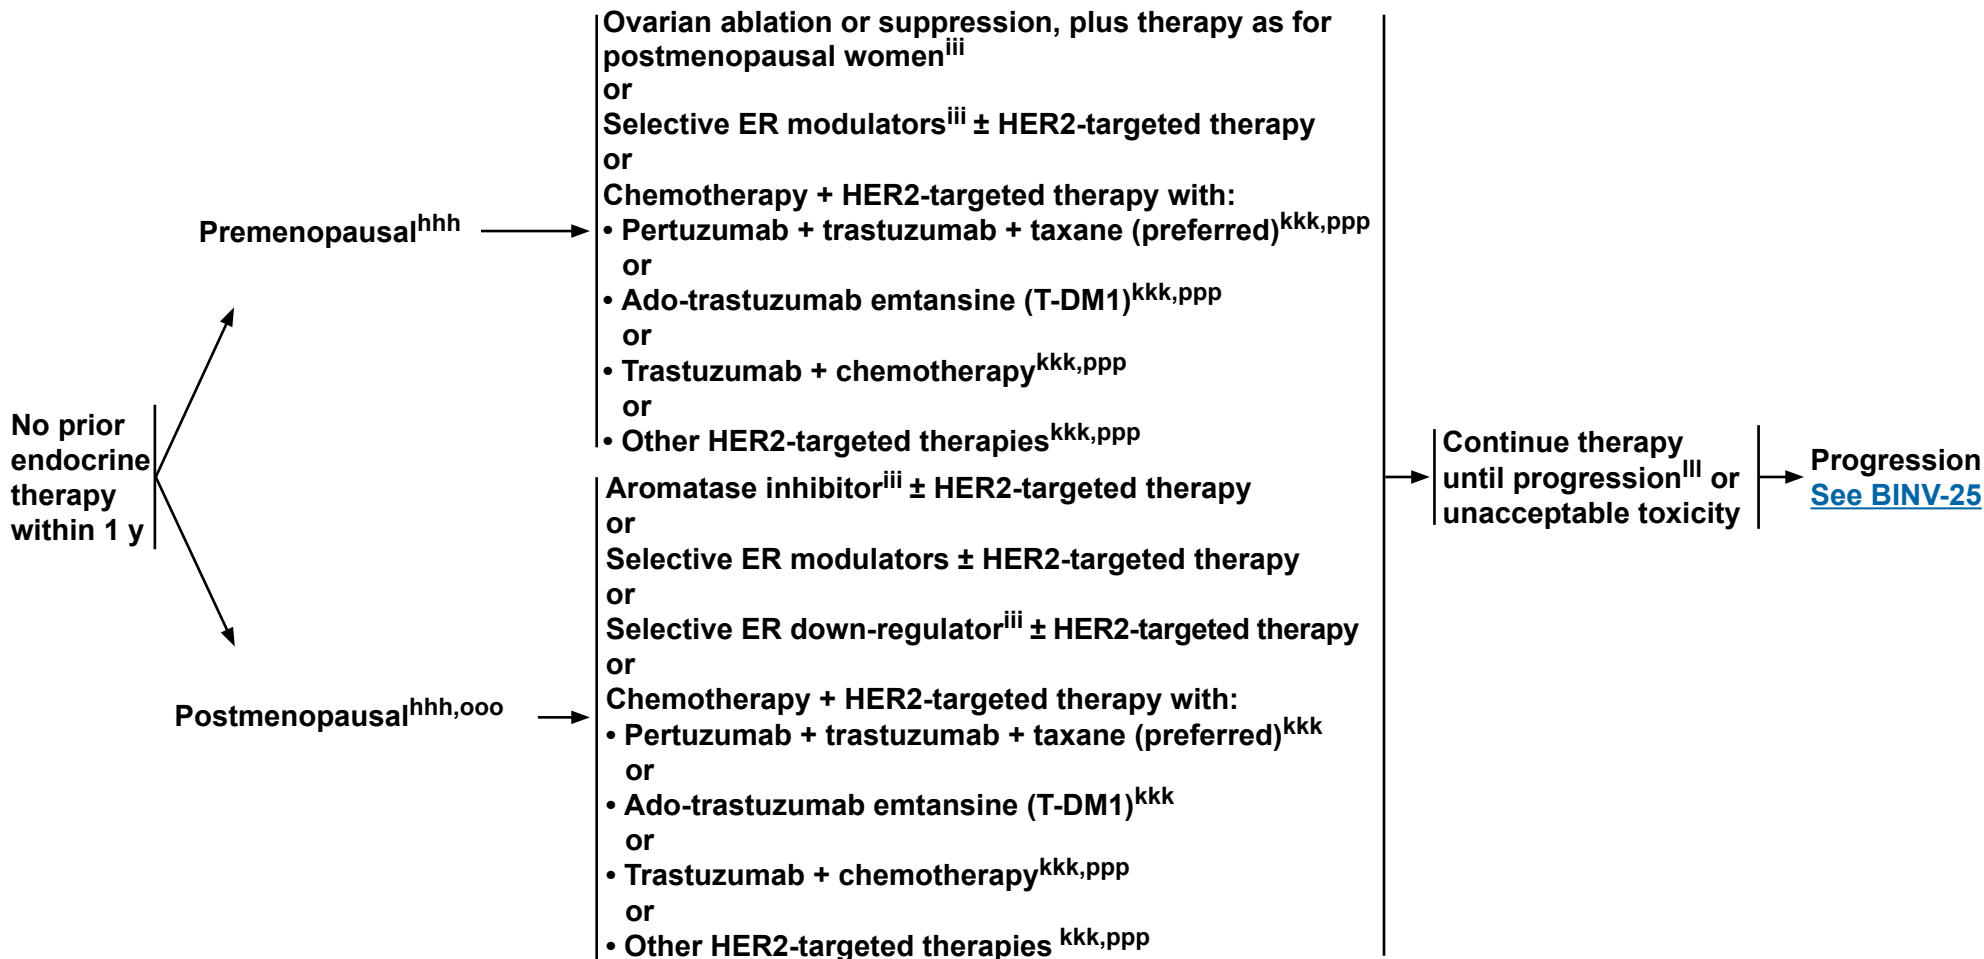 No prior
endocrine
therapy
within 1 y
Premenopausalhhh
Ovarian ablation or suppression, plus therapy as for
postmenopausal womeniii
or
Selective ER modulatorsiii ± HER2-targeted therapy
or
Chemotherapy + HER2-targeted therapy with:
• Pertuzumab + trastuzumab + taxane (preferred)kkk,ppp
or
• Ado-trastuzumab emtansine (T-DM1)kkk,ppp
or
• Trastuzumab + chemotherapykkk,ppp
or
• Other HER2-targeted therapieskkk,ppp
Postmenopausalhhh,ooo
Aromatase inhibitoriii ± HER2-targeted therapy
or
Selective ER modulators ± HER2-targeted therapy
or
Selective ER down-regulatoriii ± HER2-targeted therapy
or
Chemotherapy + HER2-targeted therapy with:
• Pertuzumab + trastuzumab + taxane (preferred)kkk
or
• Ado-trastuzumab emtansine (T-DM1)kkk
or
• Trastuzumab + chemotherapykkk,ppp
or
• Other HER2-targeted therapies kkk,ppp
Continue therapy
until progressionlll or
unacceptable toxicity
Progression
See BINV-25